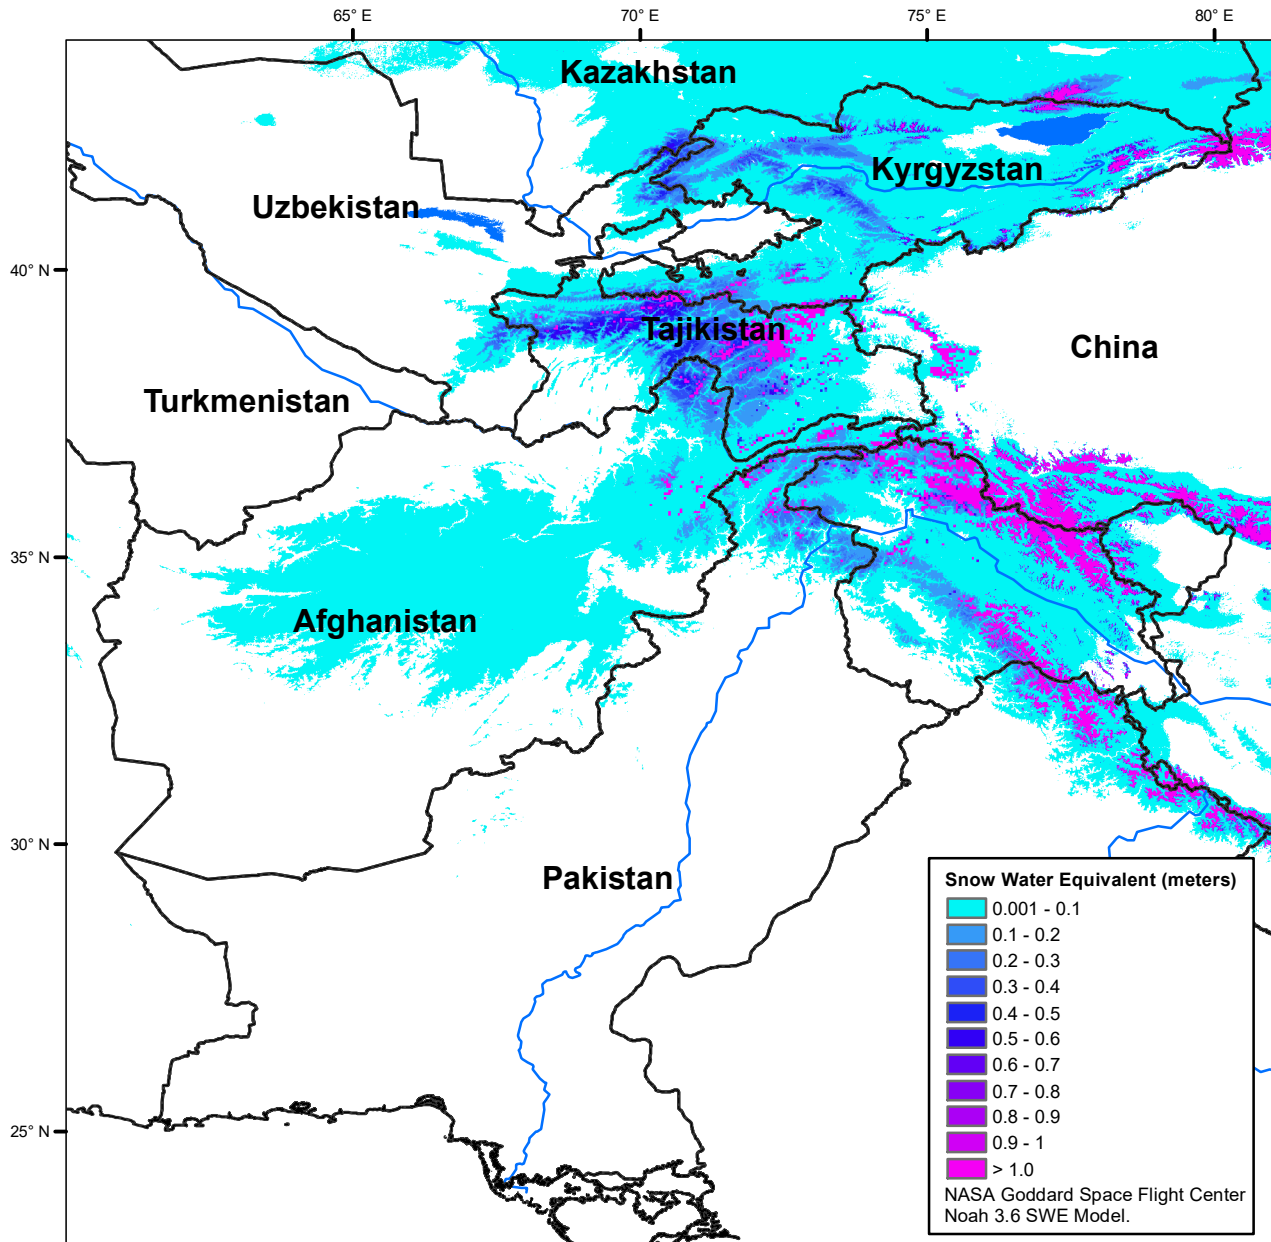 65° E
70° E
75° E
80° E
Kazakhstan
Kyrgyzstan
Uzbekistan
40° N
Tajikistan
China
Turkmenistan
35° N
Afghanistan
30° N
Pakistan
Snow Water Equivalent (meters)
0.001 - 0.1
0.1 - 0.2
0.2 - 0.3
0.3 - 0.4
0.4 - 0.5
0.5 - 0.6
0.6 - 0.7
0.7 - 0.8
0.8 - 0.9
0.9 - 1
> 1.0
NASA Goddard Space Flight Center
Noah 3.6 SWE Model.
25° N